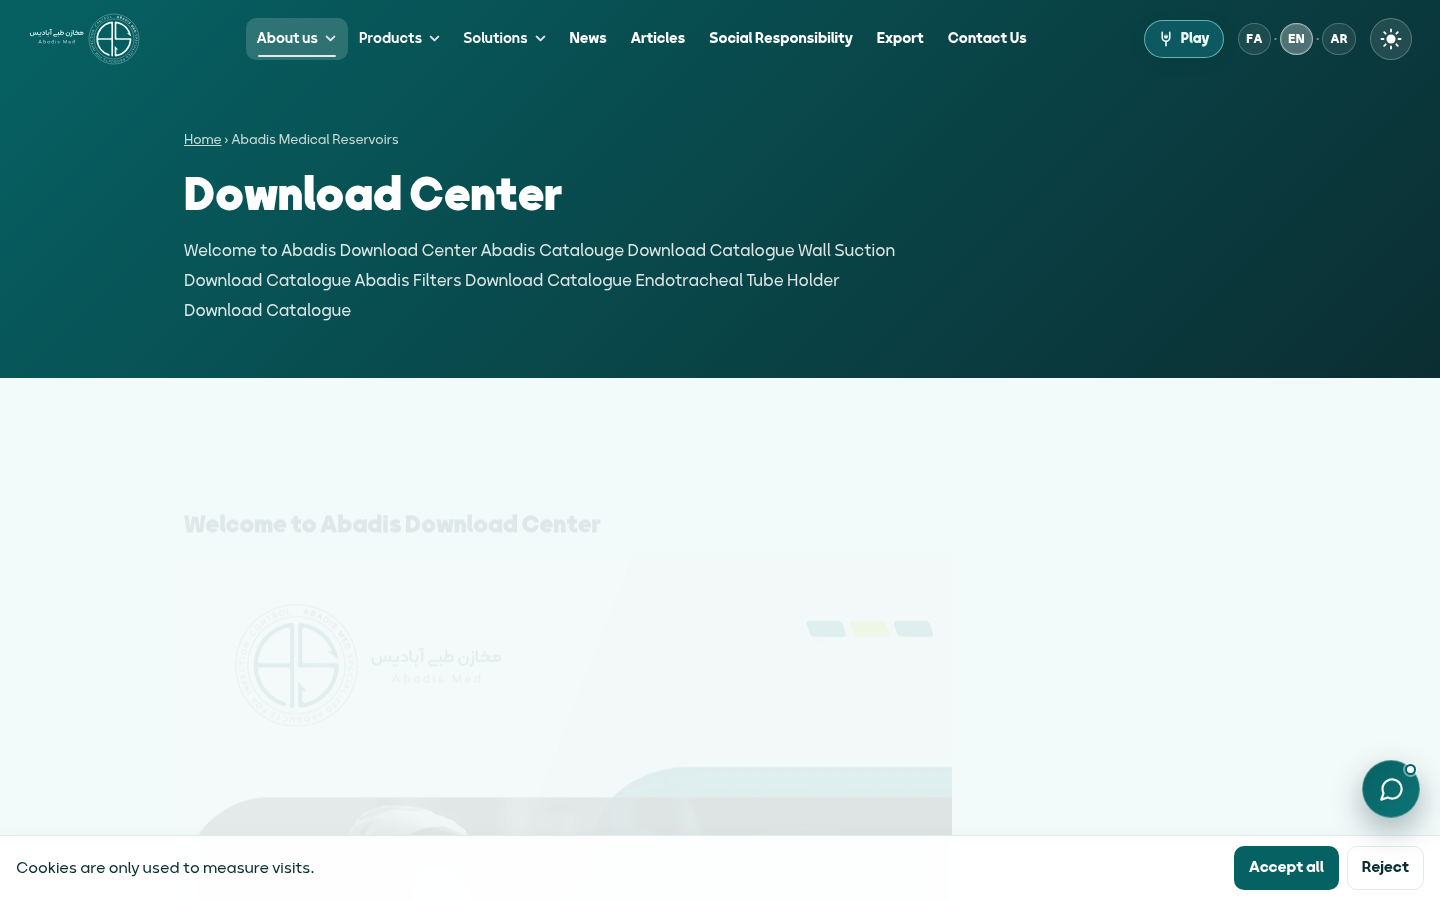 مخازن طبی آبادیس
Abadis Med
About us
Products
Solutions
News
Articles
Social Responsibility
Export
Contact Us
Play
FA · EN · AR
Home › Abadis Medical Reservoirs
Download Center
Welcome to Abadis Download Center Abadis Catalouge Download Catalogue Wall Suction
Download Catalogue Abadis Filters Download Catalogue Endotracheal Tube Holder
Download Catalogue
Welcome to Abadis Download Center
مخازن طبی آبادیس
Abadis Med
Cookies are only used to measure visits.
Accept all
Reject